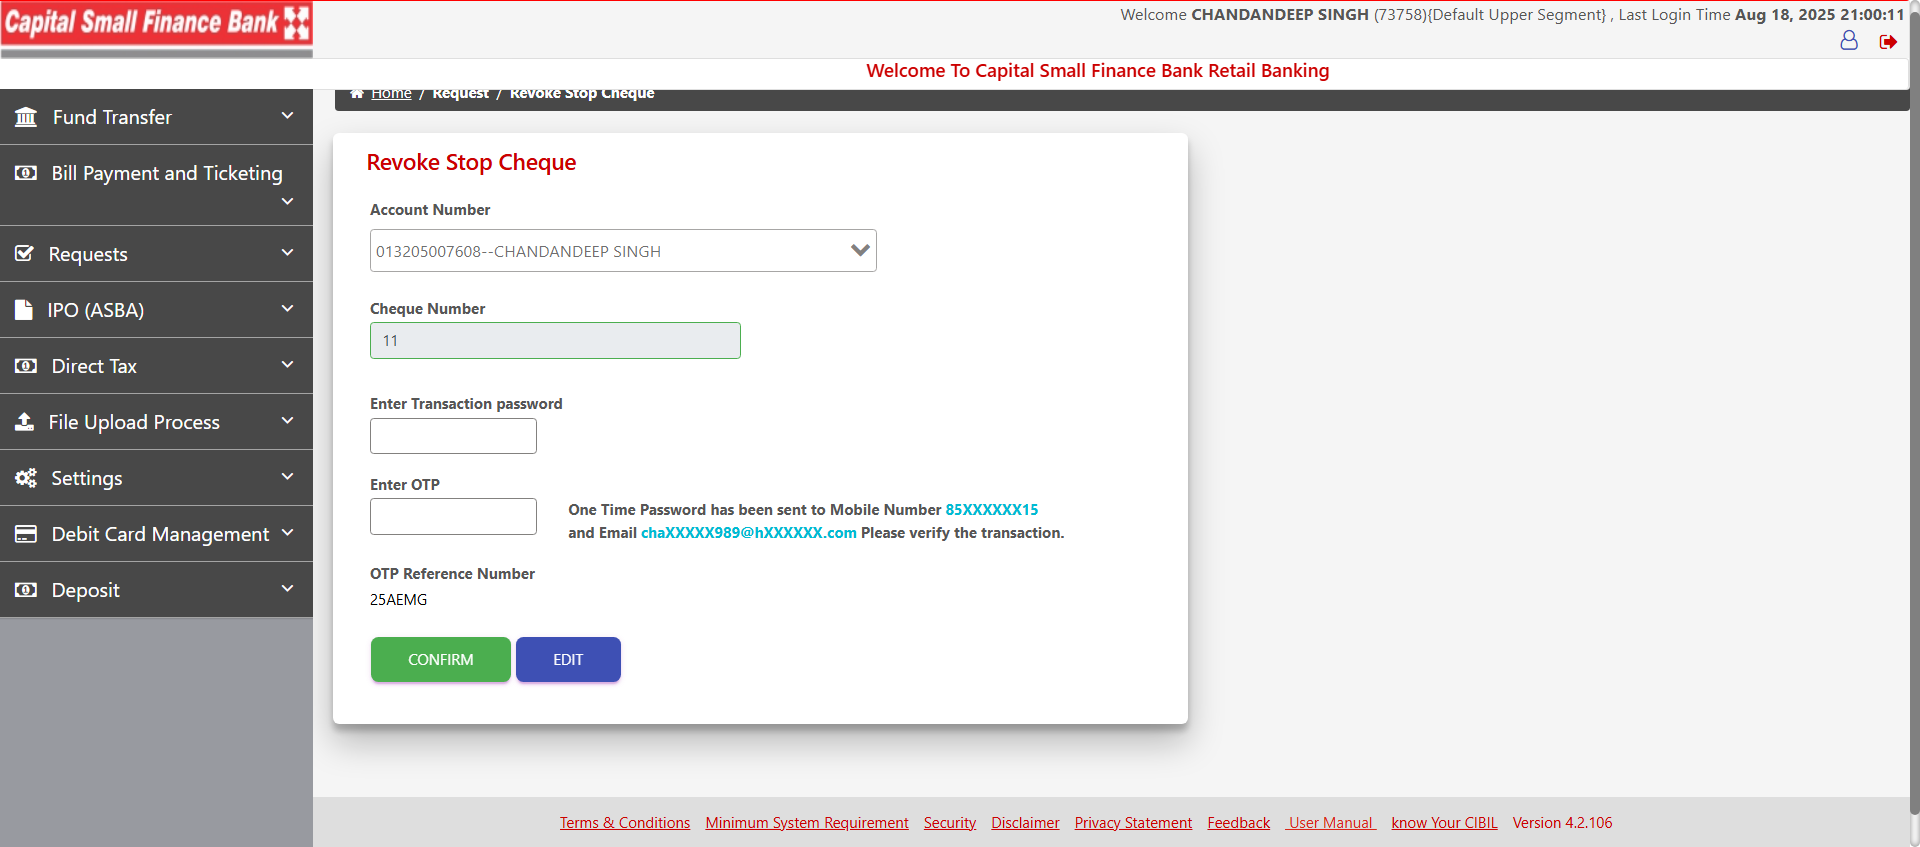 Capital Small Finance Bank
Welcome CHANDANDEEP SINGH (73758){Default Upper Segment} , Last Login Time Aug 18, 2025 21:00:11
Welcome To Capital Small Finance Bank Retail Banking
Home / Request / Revoke Stop Cheque
Fund Transfer
Bill Payment and Ticketing
Requests
IPO (ASBA)
Direct Tax
File Upload Process
Settings
Debit Card Management
Deposit
Revoke Stop Cheque
Account Number
013205007608--CHANDANDEEP SINGH
Cheque Number
11
Enter Transaction password
Enter OTP
One Time Password has been sent to Mobile Number 85XXXXXX15
and Email chaXXXXX989@hXXXXXX.com Please verify the transaction.
OTP Reference Number
25AEMG
CONFIRM EDIT
Terms & Conditions Minimum System Requirement Security Disclaimer Privacy Statement Feedback User Manual know Your CIBIL Version 4.2.106